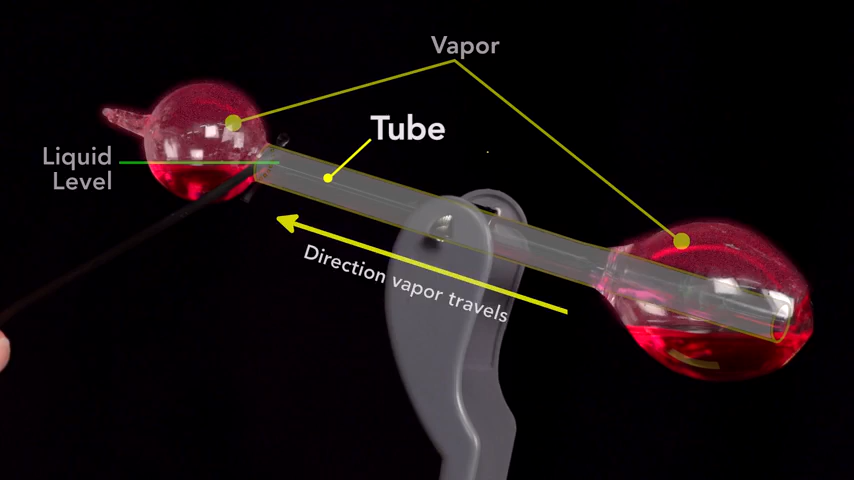 Vapor
Tube
Liquid
Level
Direction vapor travels